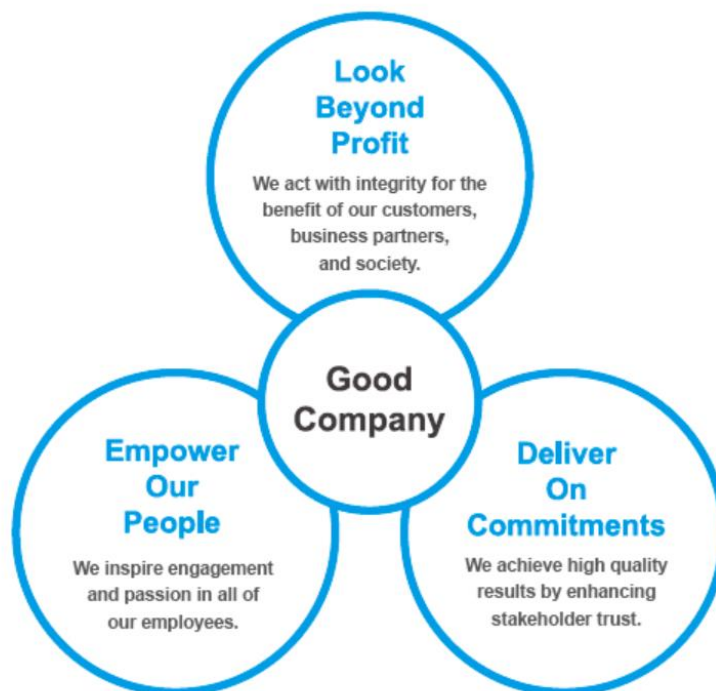 Look
Beyond
Profit
We act with integrity for the
benefit of our customers,
business partners,
and society.
Good
Company
Empower
Our
People
We inspire engagement
and passion in all of
our employees.
Deliver
On
Commitments
We achieve high quality
results by enhancing
stakeholder trust.